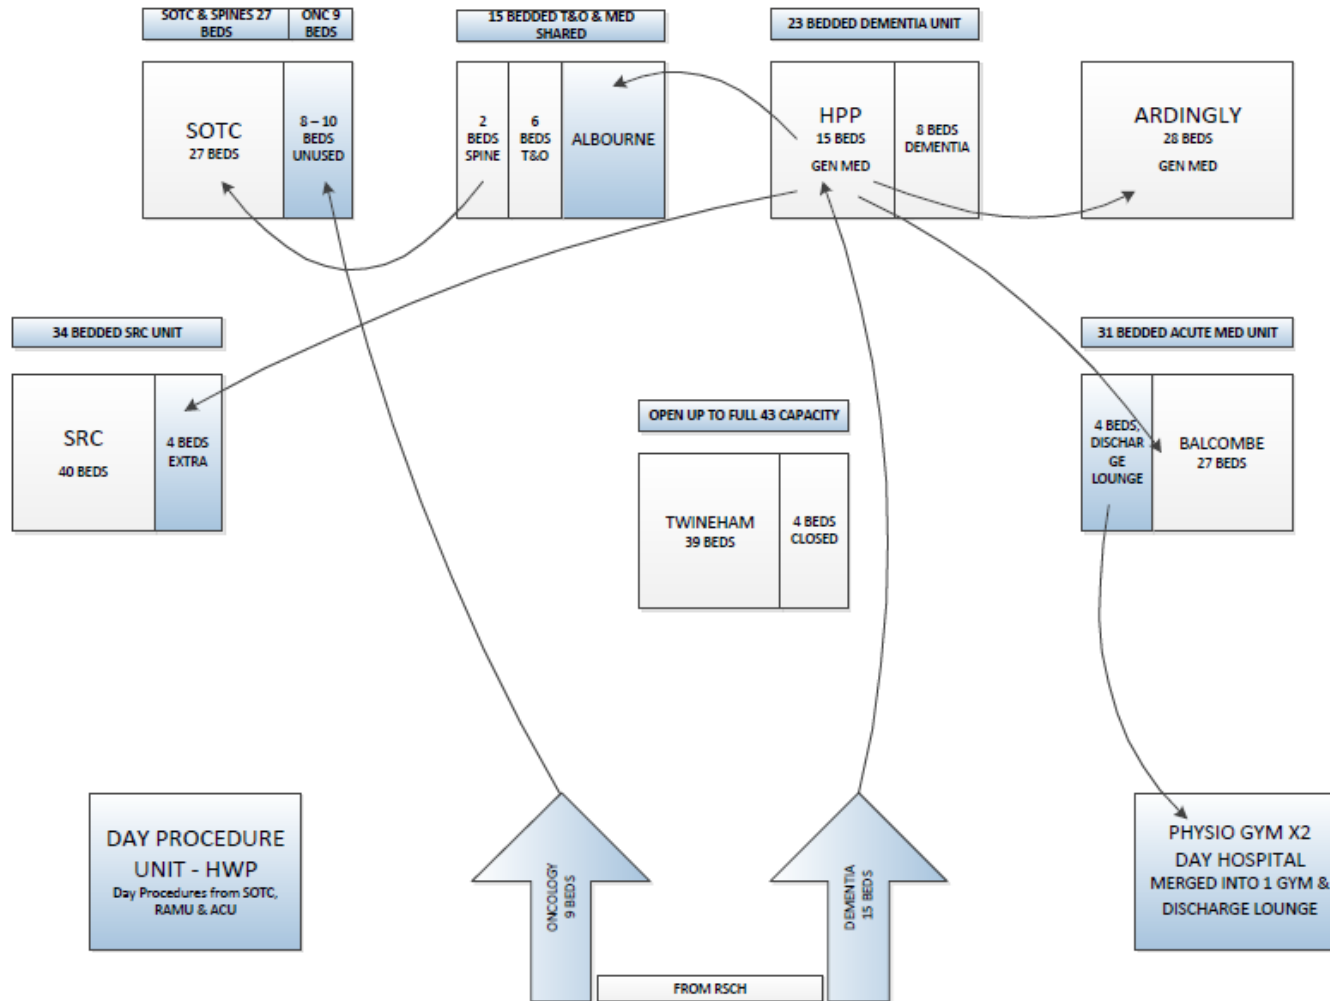 SOTC & SPINES 27
BEDS
ONC 9
BEDS
15 BEDDED T&O & MED
SHARED
23 BEDDED DEMENTIA UNIT
SOTC
27 BEDS
8 – 10
BEDS
UNUSED
2
BEDS
SPINE
6
BEDS
T&O
ALBOURNE
HPP
15 BEDS
GEN MED
8 BEDS
DEMENTIA
ARDINGLY
28 BEDS
GEN MED
34 BEDDED SRC UNIT
31 BEDDED ACUTE MED UNIT
SRC
40 BEDS
4 BEDS
EXTRA
OPEN UP TO FULL 43 CAPACITY
TWINEHAM
39 BEDS
4 BEDS
CLOSED
4 BEDS,
DISCHAR
GE
LOUNGE
BALCOMBE
27 BEDS
DAY PROCEDURE
UNIT - HWP
Day Procedures from SOTC,
RAMU & ACU
ONCOLOGY
9 BEDS
DEMENTIA
15 BEDS
PHYSIO GYM X2
DAY HOSPITAL
MERGED INTO 1 GYM &
DISCHARGE LOUNGE
FROM RSCH